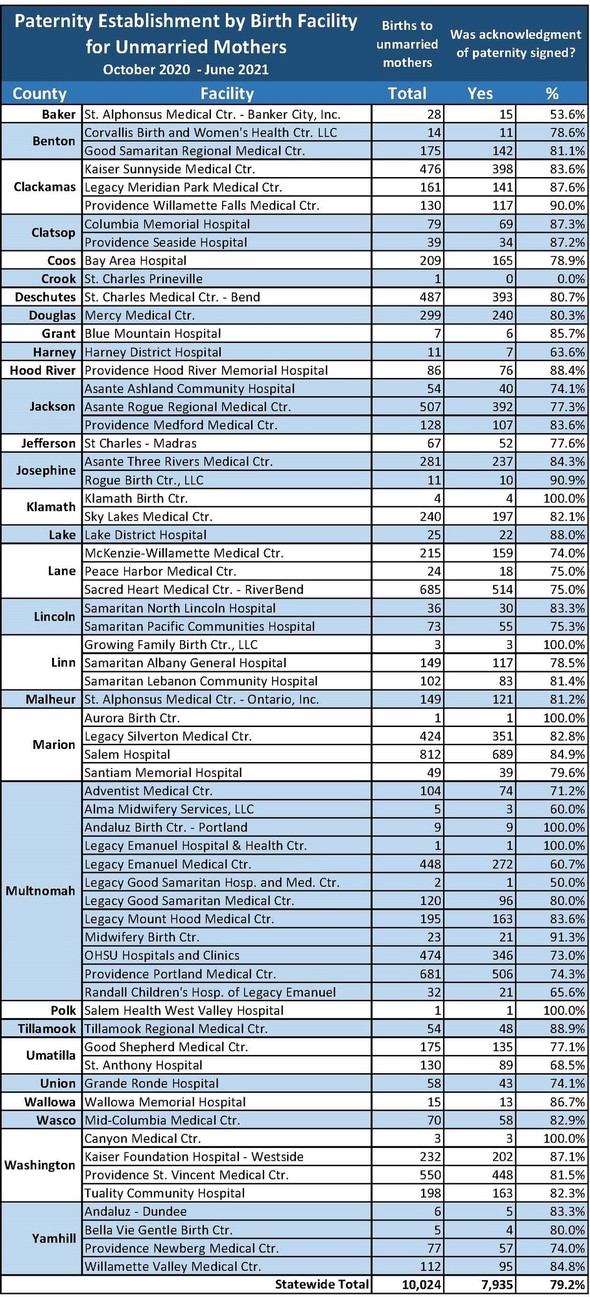 Paternity Establishment by Birth Facility for Unmarried Mothers
October 2020 - June 2021
Births to unmarried mothers
Was acknowledgment of paternity signed?
County Facility Total Yes %
Baker St. Alphonsus Medical Ctr. - Banker City, Inc. 28 15 53.6%
Benton Corvallis Birth and Women's Health Ctr. LLC 14 11 78.6%
Good Samaritan Regional Medical Ctr. 175 142 81.1%
Clackamas Kaiser Sunnyside Medical Ctr. 476 398 83.6%
Legacy Meridian Park Medical Ctr. 161 141 87.6%
Providence Willamette Falls Medical Ctr. 130 117 90.0%
Clatsop Columbia Memorial Hospital 79 69 87.3%
Providence Seaside Hospital 39 34 87.2%
Coos Bay Area Hospital 209 165 78.9%
Crook St. Charles Prineville 1 0 0.0%
Deschutes St. Charles Medical Ctr. - Bend 487 393 80.7%
Douglas Mercy Medical Ctr. 299 240 80.3%
Grant Blue Mountain Hospital 7 6 85.7%
Harney Harney District Hospital 11 7 63.6%
Hood River Providence Hood River Memorial Hospital 86 76 88.4%
Jackson Asante Ashland Community Hospital 54 40 74.1%
Asante Rogue Regional Medical Ctr. 507 392 77.3%
Providence Medford Medical Ctr. 128 107 83.6%
Jefferson St Charles - Madras 67 52 77.6%
Josephine Asante Three Rivers Medical Ctr. 281 237 84.3%
Rogue Birth Ctr., LLC 11 10 90.9%
Klamath Klamath Birth Ctr. 4 4 100.0%
Sky Lakes Medical Ctr. 240 197 82.1%
Lake Lake District Hospital 25 22 88.0%
Lane McKenzie-Willamette Medical Ctr. 215 159 74.0%
Peace Harbor Medical Ctr. 24 18 75.0%
Sacred Heart Medical Ctr. - RiverBend 685 514 75.0%
Lincoln Samaritan North Lincoln Hospital 36 30 83.3%
Samaritan Pacific Communities Hospital 73 55 75.3%
Linn Growing Family Birth Ctr., LLC 3 3 100.0%
Samaritan Albany General Hospital 149 117 78.5%
Samaritan Lebanon Community Hospital 102 83 81.4%
Malheur St. Alphonsus Medical Ctr. - Ontario, Inc. 149 121 81.2%
Marion Aurora Birth Ctr. 1 1 100.0%
Legacy Silverton Medical Ctr. 424 351 82.8%
Salem Hospital 812 689 84.9%
Santiam Memorial Hospital 49 39 79.6%
Multnomah Adventist Medical Ctr. 104 74 71.2%
Alma Midwifery Services, LLC 5 3 60.0%
Andaluz Birth Ctr. - Portland 9 9 100.0%
Legacy Emanuel Hospital & Health Ctr. 1 1 100.0%
Legacy Emanuel Medical Ctr. 448 272 60.7%
Legacy Good Samaritan Hosp. and Med. Ctr. 2 1 50.0%
Legacy Good Samaritan Medical Ctr. 120 96 80.0%
Legacy Mount Hood Medical Ctr. 195 163 83.6%
Midwifery Birth Ctr. 23 21 91.3%
OHSU Hospitals and Clinics 474 346 73.0%
Providence Portland Medical Ctr. 681 506 74.3%
Randall Children's Hosp. of Legacy Emanuel 32 21 65.6%
Polk Salem Health West Valley Hospital 1 1 100.0%
Tillamook Tillamook Regional Medical Ctr. 54 48 88.9%
Umatilla Good Shepherd Medical Ctr. 175 135 77.1%
St. Anthony Hospital 130 89 68.5%
Union Grande Ronde Hospital 58 43 74.1%
Wallowa Wallowa Memorial Hospital 15 13 86.7%
Wasco Mid-Columbia Medical Ctr. 70 58 82.9%
Washington Canyon Medical Ctr. 3 3 100.0%
Kaiser Foundation Hospital - Westside 232 202 87.1%
Providence St. Vincent Medical Ctr. 550 448 81.5%
Tuality Community Hospital 198 163 82.3%
Yamhill Andaluz - Dundee 6 5 83.3%
Bella Vie Gentle Birth Ctr. 5 4 80.0%
Providence Newberg Medical Ctr. 77 57 74.0%
Willamette Valley Medical Ctr. 112 95 84.8%
Statewide Total 10,024 7,935 79.2%